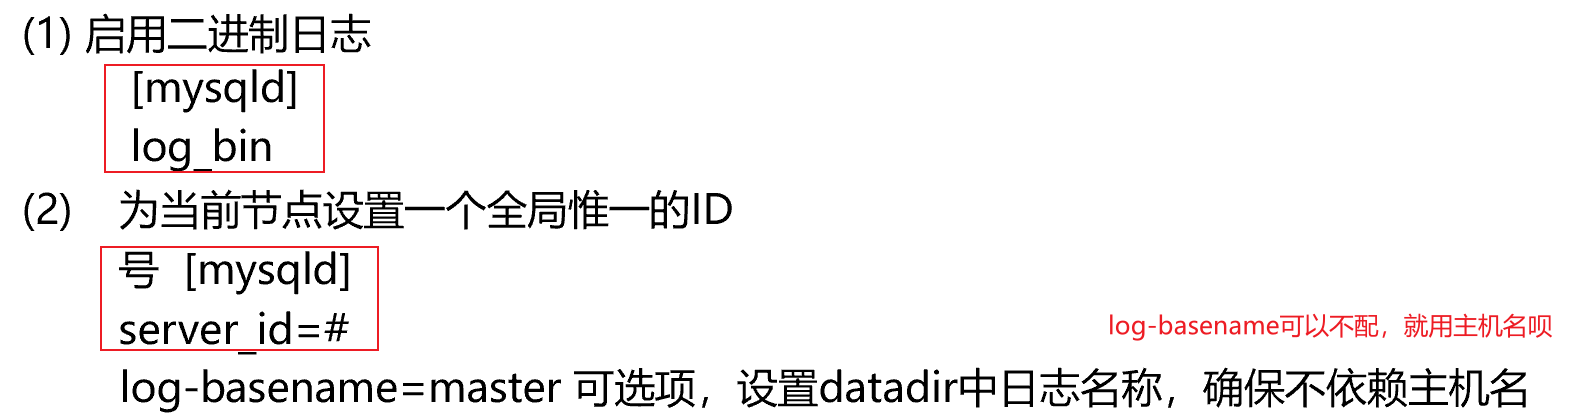 (1) 启用二进制日志
[mysqld]
log_bin
(2) 为当前节点设置一个全局惟一的ID
号 [mysqld]
server_id=#
log-basename可以不配，就用主机名呗
log-basename=master 可选项，设置datadir中日志名称，确保不依赖主机名